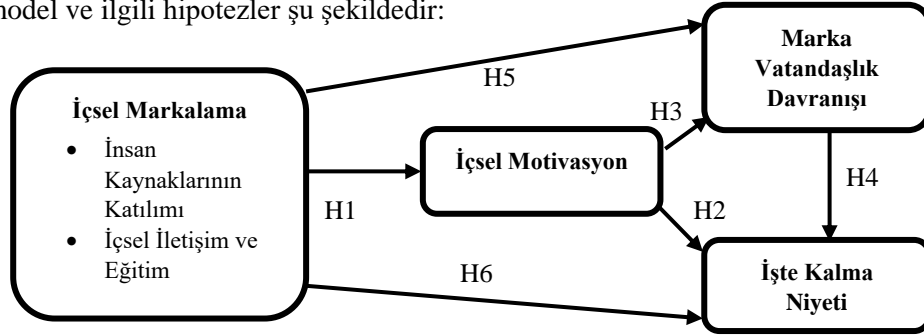 model ve ilgili hipotezler şu şekildedir:
İçsel Markalama
• İnsan
Kaynaklarının
Katılımı
• İçsel İletişim ve
Eğitim
H5
H1
İçsel Motivasyon
H3
H2
H6
Marka
Vatandaşlık
Davranışı
H4
İşte Kalma
Niyeti